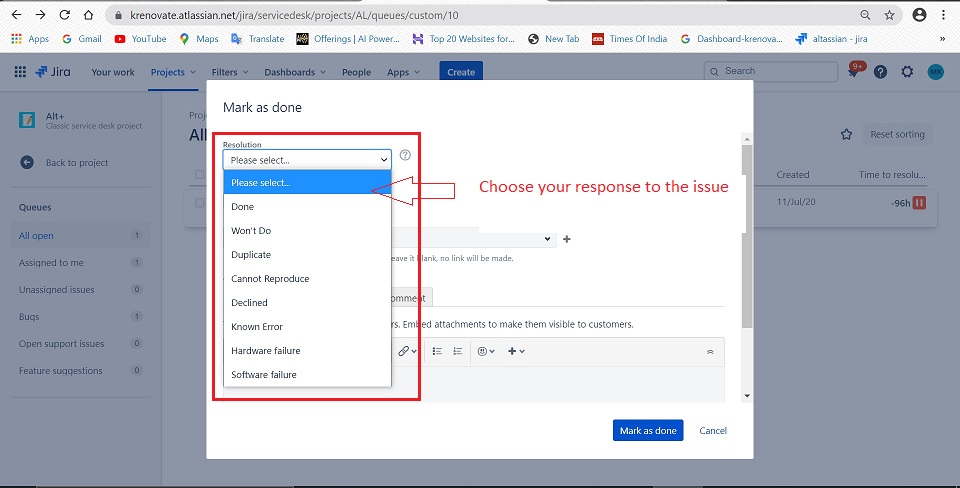 krenovate.atlassian.net/jira/servicedesk/projects/AL/queues/custom/10
Apps Gmail YouTube Maps Translate Offerings | AI Power... Top 20 Websites for... New Tab Times Of India Dashboard-krenova... altassian - jira »
Jira Your work Projects Filters Dashboards People Apps Create Search 9+ MK
Alt+
Classic service desk project
Back to project
Queues
All open 1
Assigned to me 1
Unassigned issues 0
Bugs 1
Open support issues 0
Feature suggestions 0
Proj
All
Reset sorting
Created Time to resolu...
11/Jul/20 -96h
Mark as done
Resolution
Please select...
Please select...
Done
Won't Do
Duplicate
Cannot Reproduce
Declined
Known Error
Hardware failure
Software failure
Choose your response to the issue
eave it blank, no link will be made.
omment
rs. Embed attachments to make them visible to customers.
Mark as done Cancel